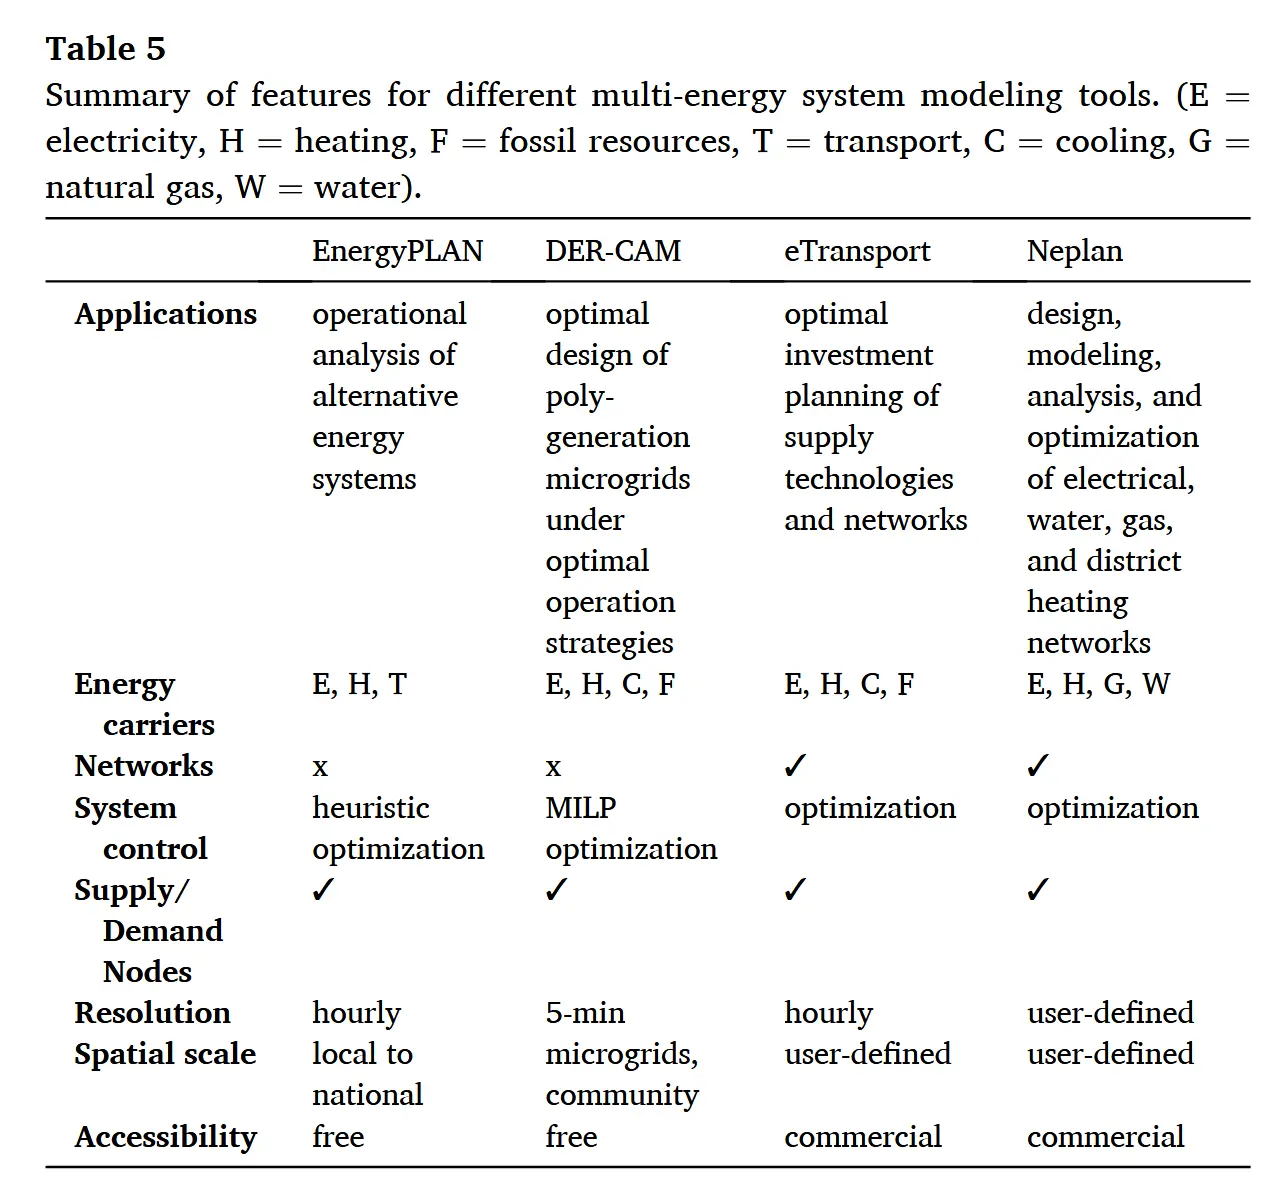 Table 5
Summary of features for different multi-energy system modeling tools. (E =
electricity, H = heating, F = fossil resources, T = transport, C = cooling, G =
natural gas, W = water).
EnergyPLAN DER-CAM eTransport Neplan
Applications operational optimal optimal design,
analysis of design of investment modeling,
alternative poly- planning of analysis, and
energy generation supply optimization
systems microgrids technologies of electrical,
under and networks water, gas,
optimal and district
operation heating
strategies networks
Energy E, H, T E, H, C, F E, H, C, F E, H, G, W
carriers
Networks x x ✓ ✓
System heuristic MILP optimization optimization
control optimization optimization
Supply/ ✓ ✓ ✓ ✓
Demand
Nodes
Resolution hourly 5-min hourly user-defined
Spatial scale local to microgrids, user-defined user-defined
national community
Accessibility free free commercial commercial